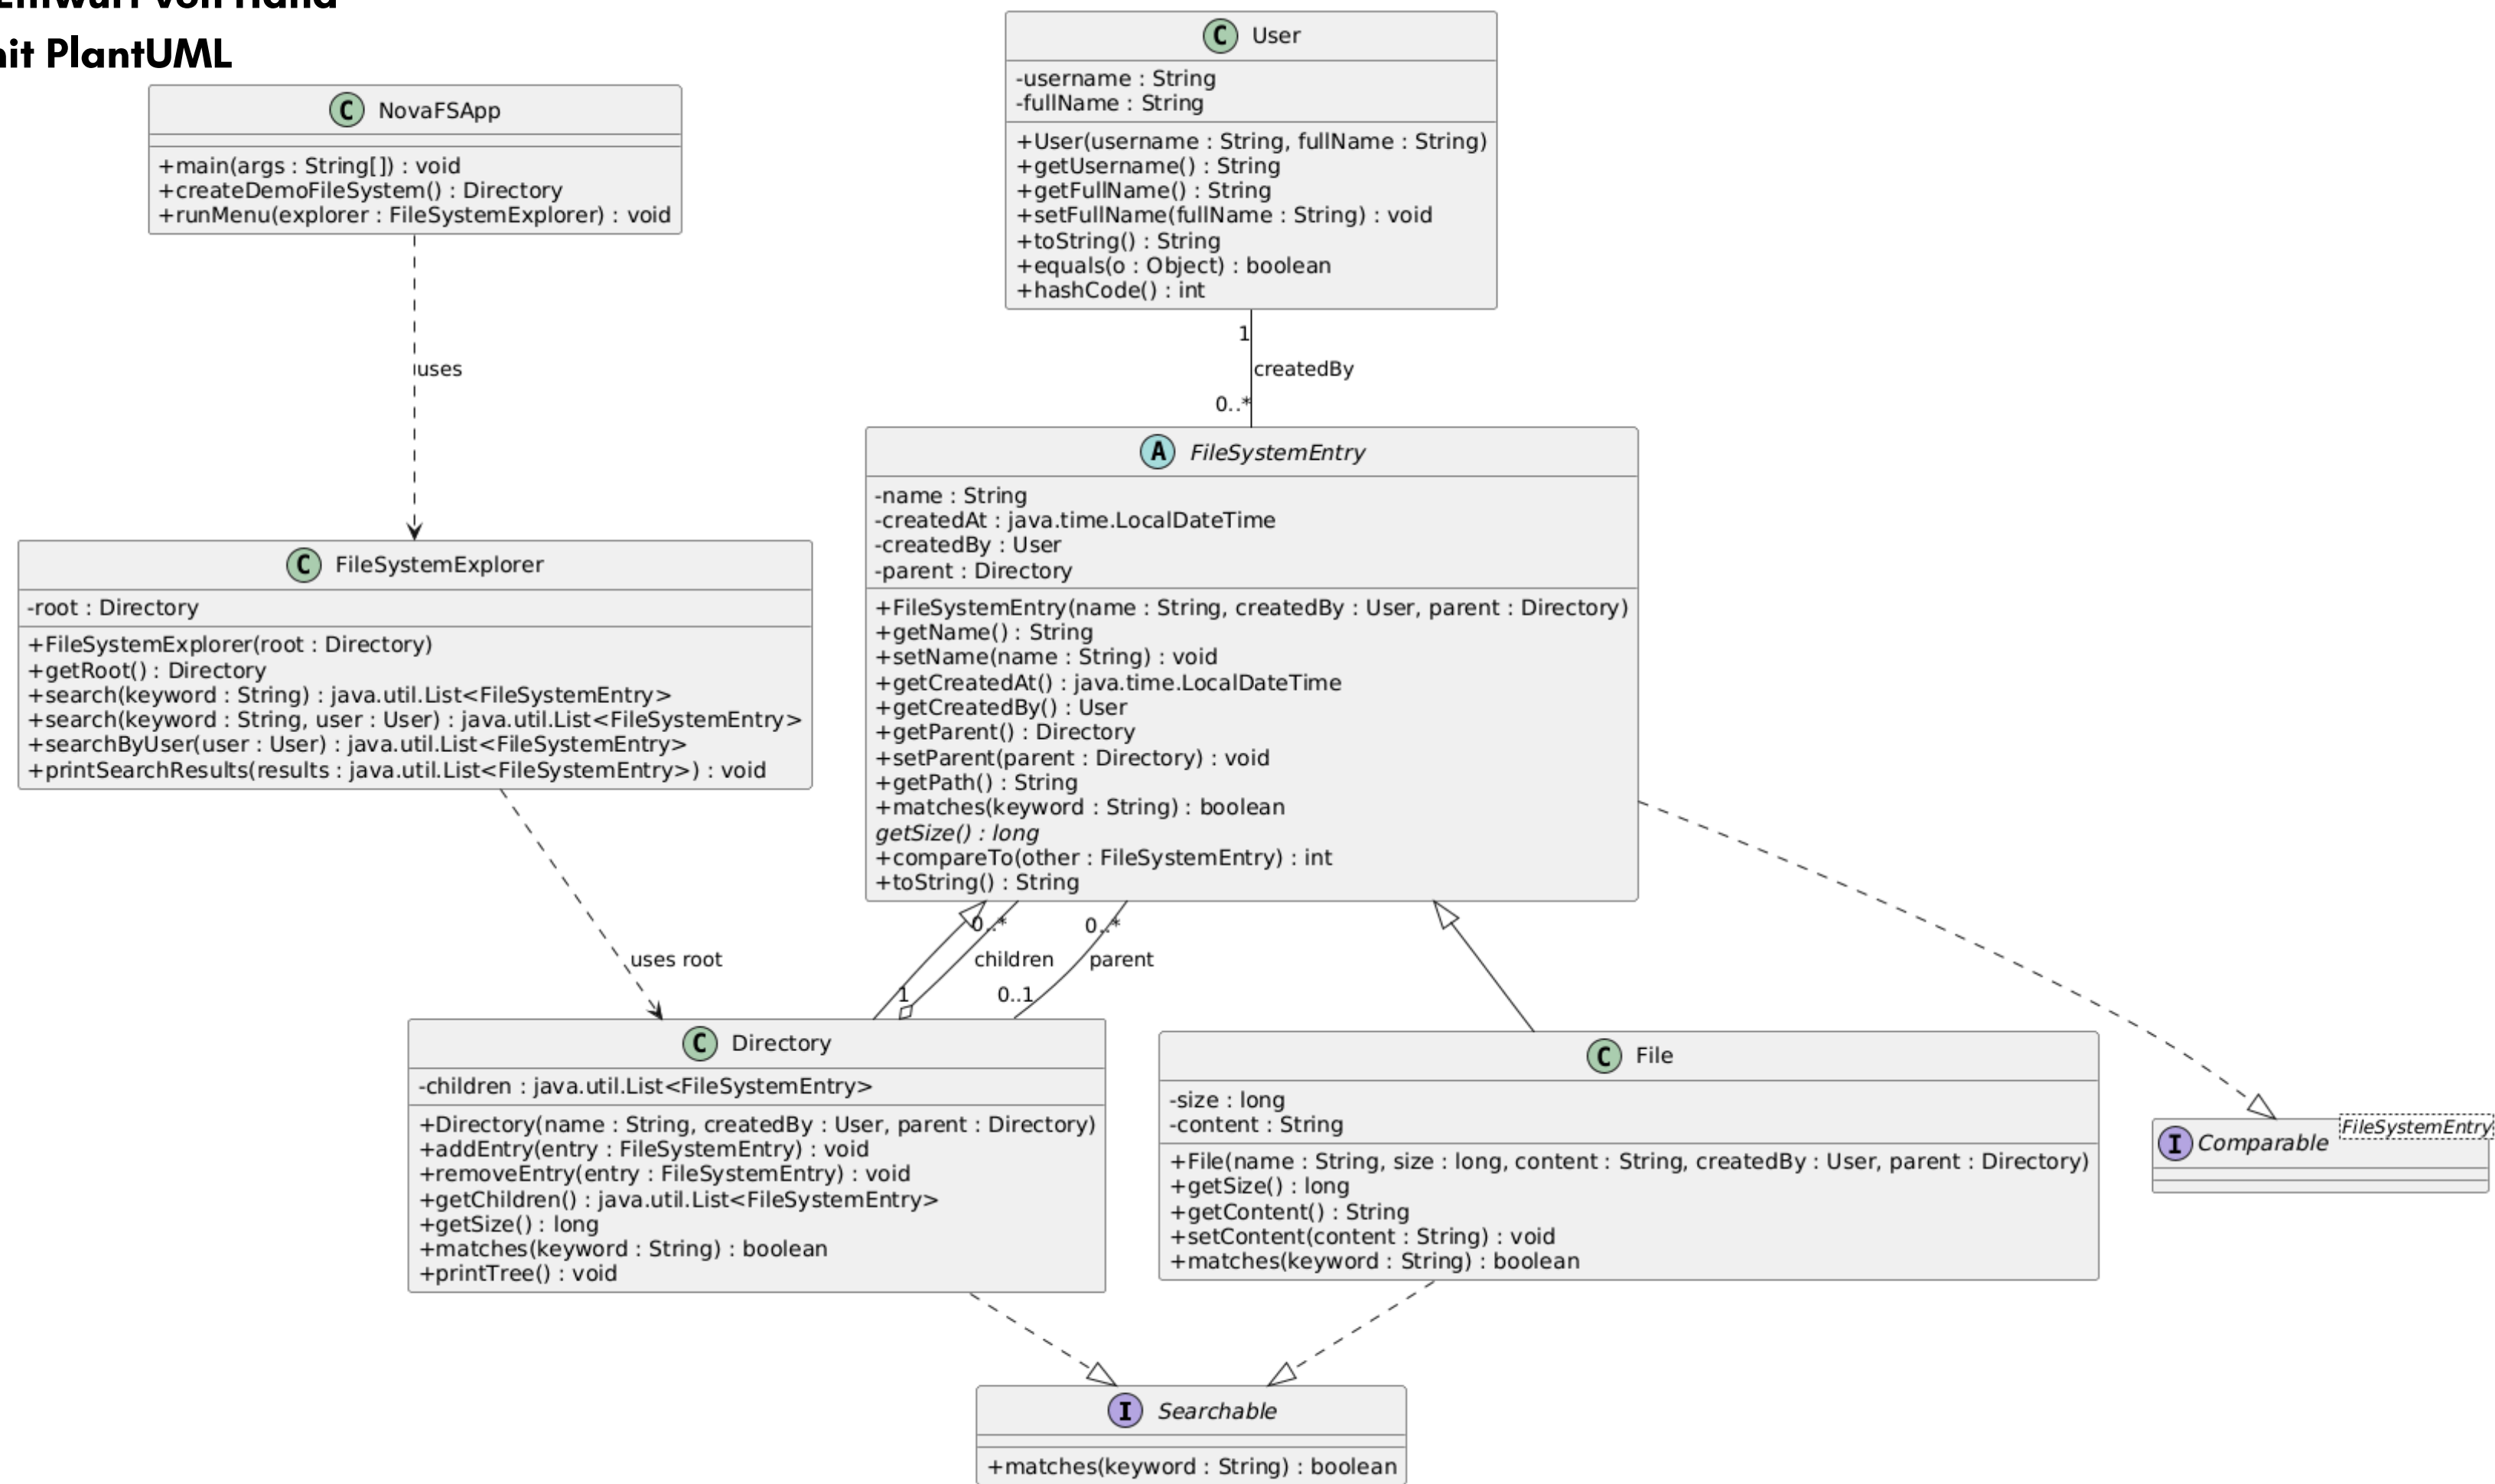 Entwurf von Hand
mit PlantUML
C NovaFSApp
+main(args : String[]) : void
+createDemoFileSystem() : Directory
+runMenu(explorer : FileSystemExplorer) : void
uses
C User
-username : String
-fullName : String
+User(username : String, fullName : String)
+getUsername() : String
+getFullName() : String
+setFullName(fullName : String) : void
+toString() : String
+equals(o : Object) : boolean
+hashCode() : int
1
createdBy
0..*
C FileSystemExplorer
-root : Directory
+FileSystemExplorer(root : Directory)
+getRoot() : Directory
+search(keyword : String) : java.util.List<FileSystemEntry>
+search(keyword : String, user : User) : java.util.List<FileSystemEntry>
+searchByUser(user : User) : java.util.List<FileSystemEntry>
+printSearchResults(results : java.util.List<FileSystemEntry>) : void
uses root
A FileSystemEntry
-name : String
-createdAt : java.time.LocalDateTime
-createdBy : User
-parent : Directory
+FileSystemEntry(name : String, createdBy : User, parent : Directory)
+getName() : String
+setName(name : String) : void
+getCreatedAt() : java.time.LocalDateTime
+getCreatedBy() : User
+getParent() : Directory
+setParent(parent : Directory) : void
+getPath() : String
+matches(keyword : String) : boolean
getSize() : long
+compareTo(other : FileSystemEntry) : int
+toString() : String
0..*
children
1
0..*
parent
0..1
C Directory
-children : java.util.List<FileSystemEntry>
+Directory(name : String, createdBy : User, parent : Directory)
+addEntry(entry : FileSystemEntry) : void
+removeEntry(entry : FileSystemEntry) : void
+getChildren() : java.util.List<FileSystemEntry>
+getSize() : long
+matches(keyword : String) : boolean
+printTree() : void
C File
-size : long
-content : String
+File(name : String, size : long, content : String, createdBy : User, parent : Directory)
+getSize() : long
+getContent() : String
+setContent(content : String) : void
+matches(keyword : String) : boolean
I Comparable
FileSystemEntry
I Searchable
+matches(keyword : String) : boolean